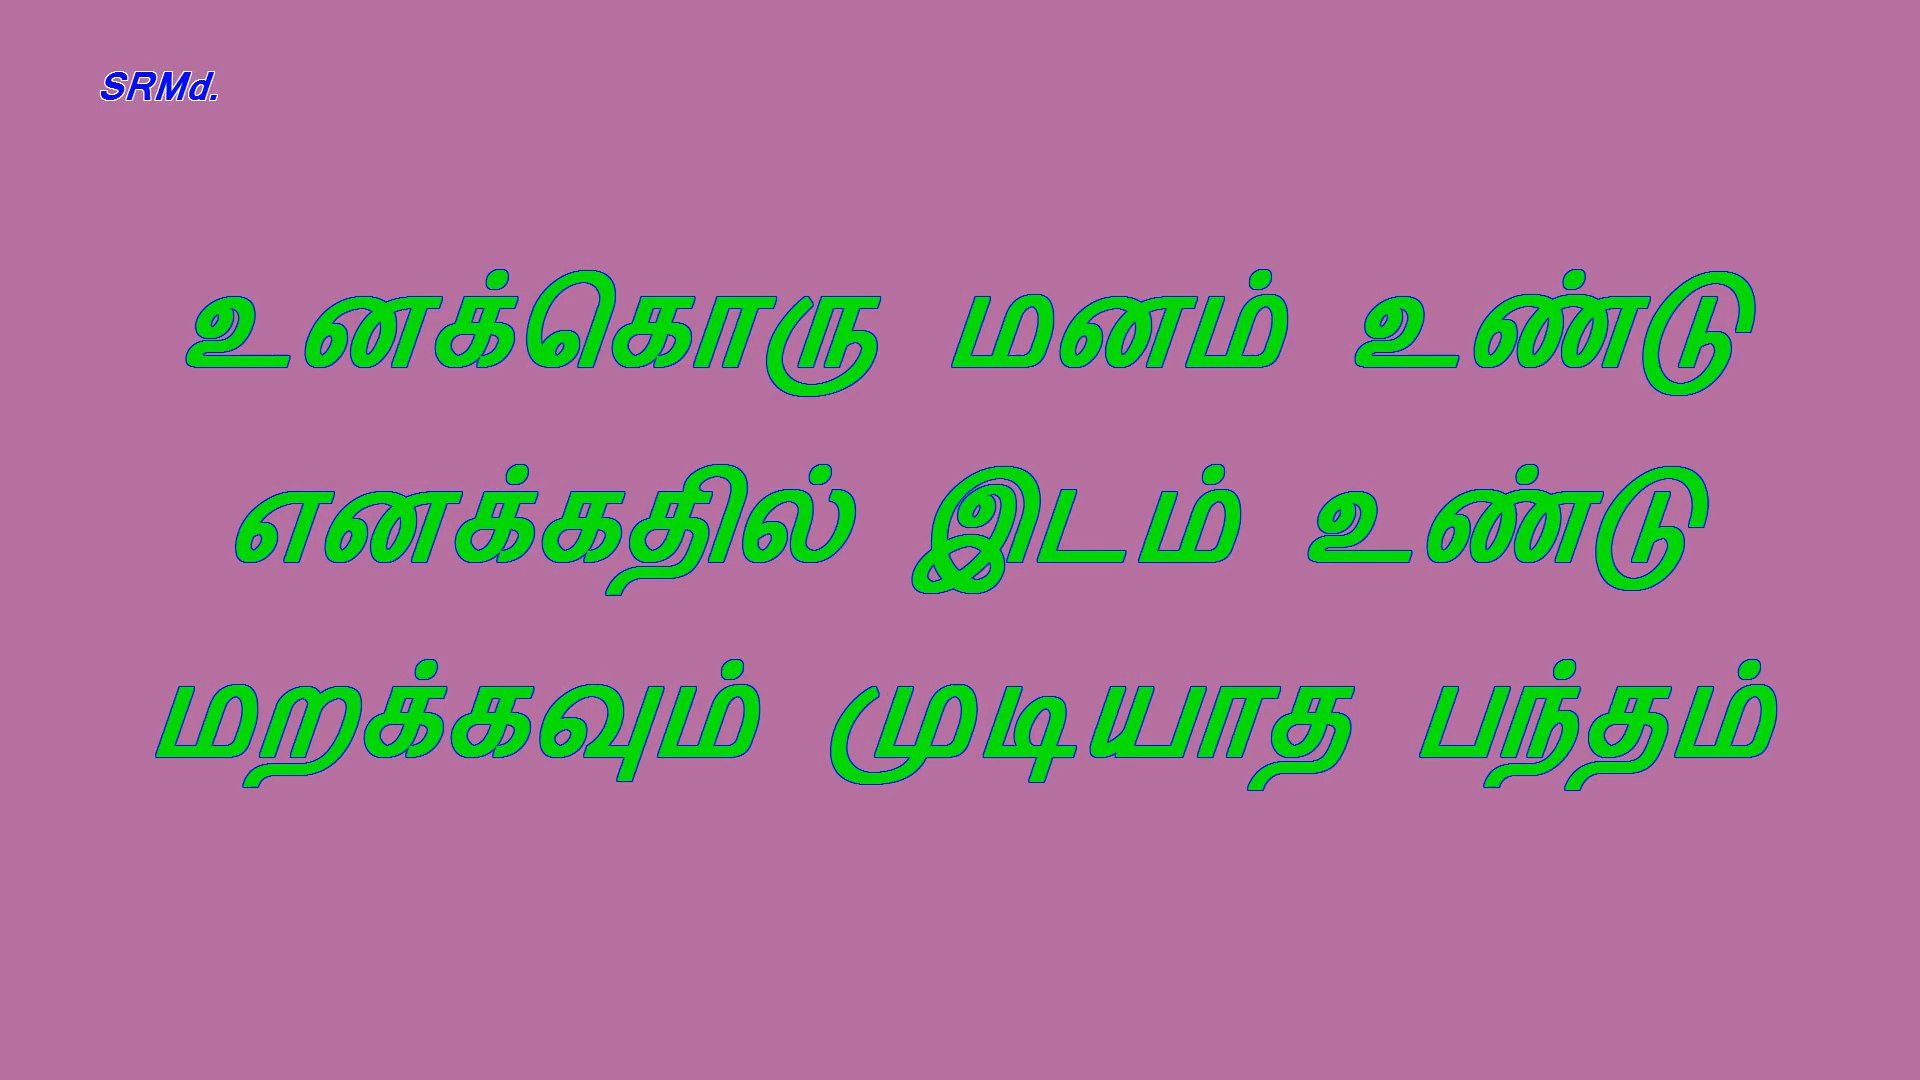 SRMd.
உனக்கொரு மனம் உண்டு
எனக்கதில் இடம் உண்டு
மறக்கவும் முடியாத பந்தம்